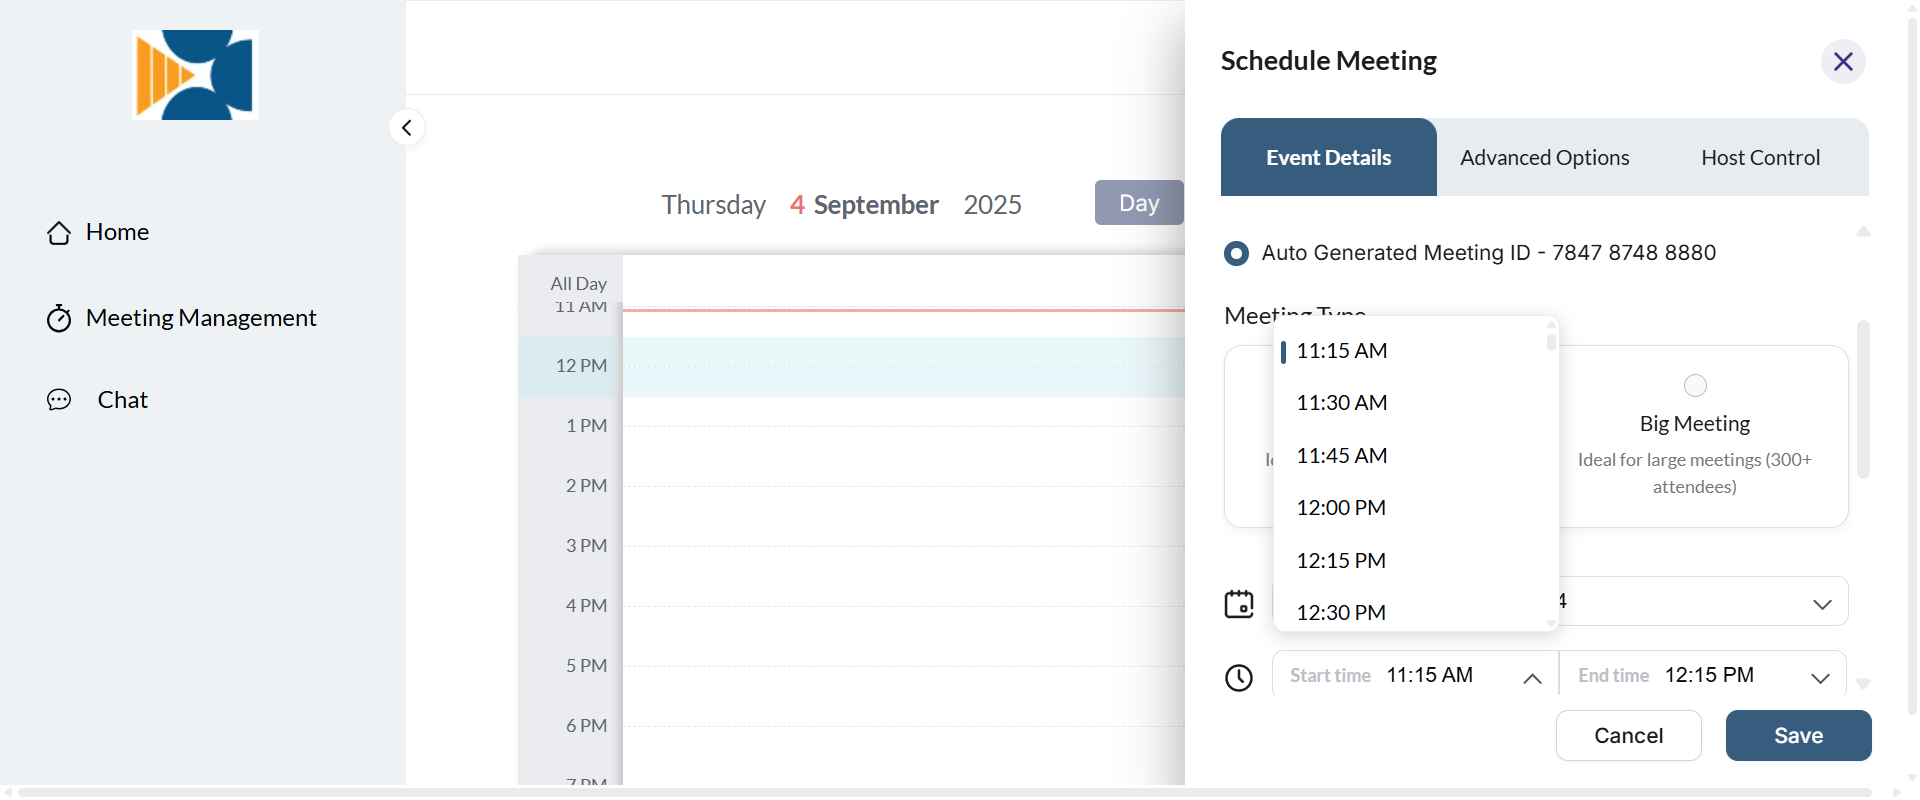 Schedule Meeting
Event Details
Advanced Options
Host Control
Home
Meeting Management
Chat
Thursday 4 September 2025
Day
All Day
11 AM
12 PM
1 PM
2 PM
3 PM
4 PM
5 PM
6 PM
7 PM
Auto Generated Meeting ID - 7847 8748 8880
Meeting Type
11:15 AM
11:30 AM
11:45 AM
12:00 PM
12:15 PM
12:30 PM
Big Meeting
Ideal for large meetings (300+
attendees)
4
Start time 11:15 AM
End time 12:15 PM
Cancel
Save